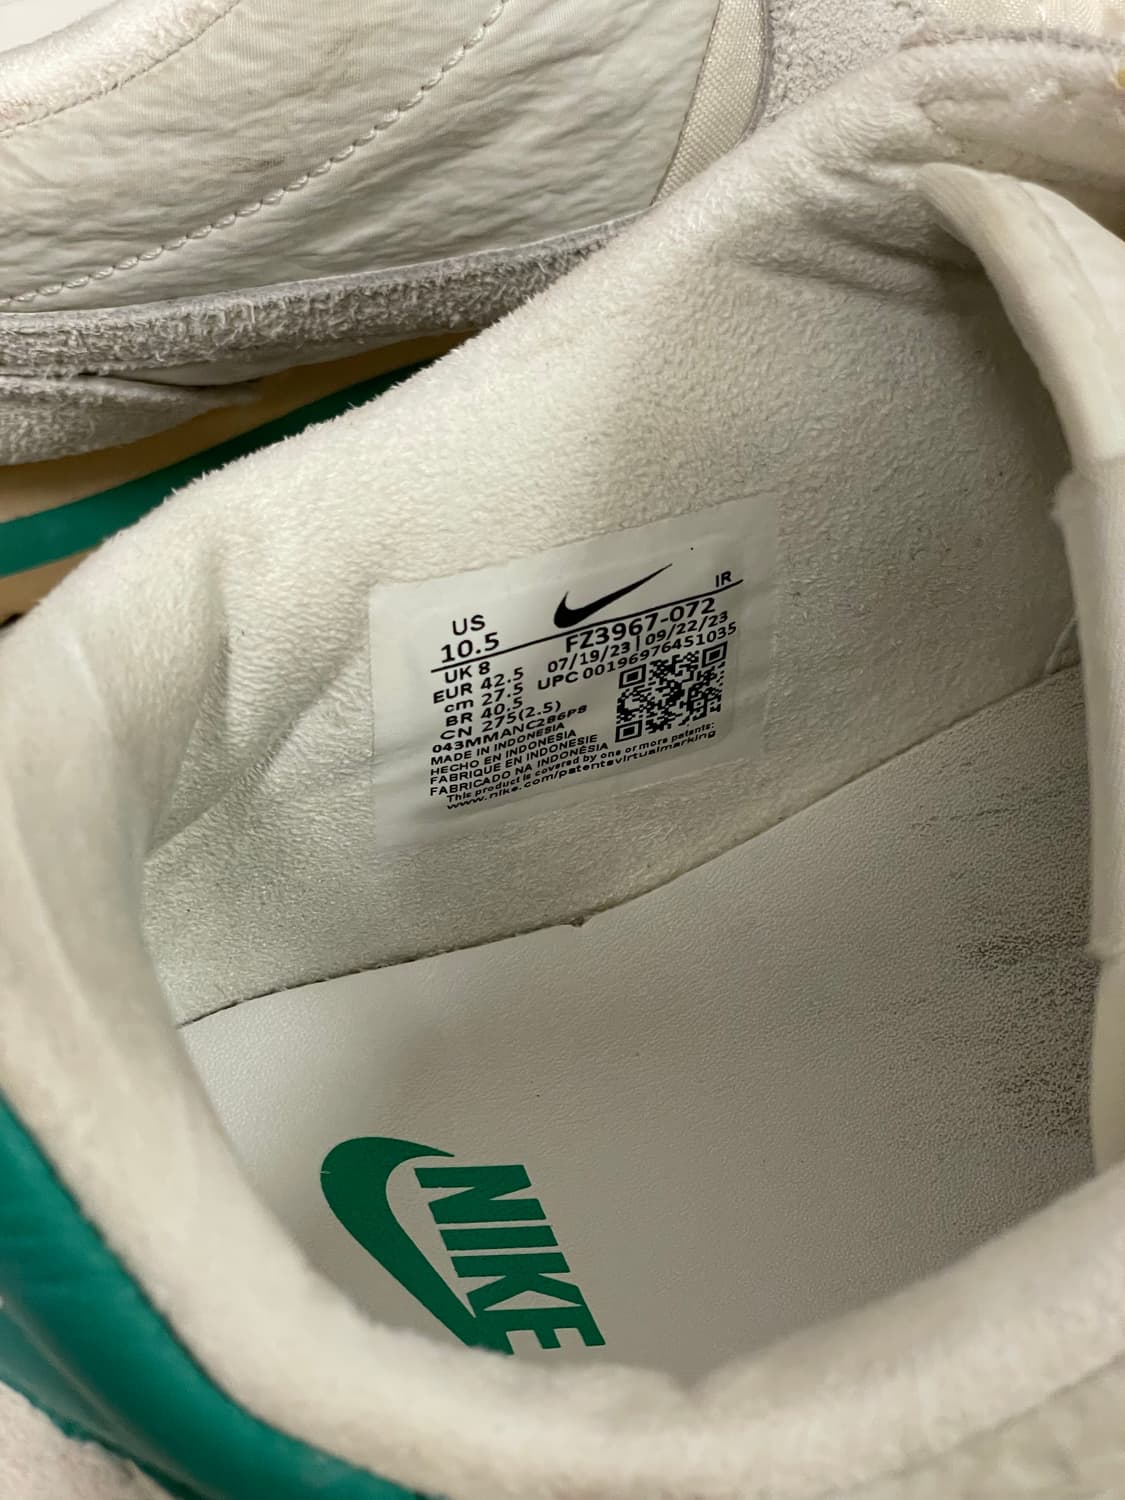 IR
US
10.5
FZ3967-072
UK 8
07/19/23 | 09/22/23
EUR 42.5
UPC 00196976451035
cm 27.5
BR 40.5
CN 275(2.5)
043MMANC286P8
MADE IN INDONESIA
HECHO EN INDONESIA
FABRIQUE EN INDONESIE
FABRICADO NA INDONÉSIA
This product is covered by one or more patents:
www.nike.com/patentsvirtualmarking
NIKE